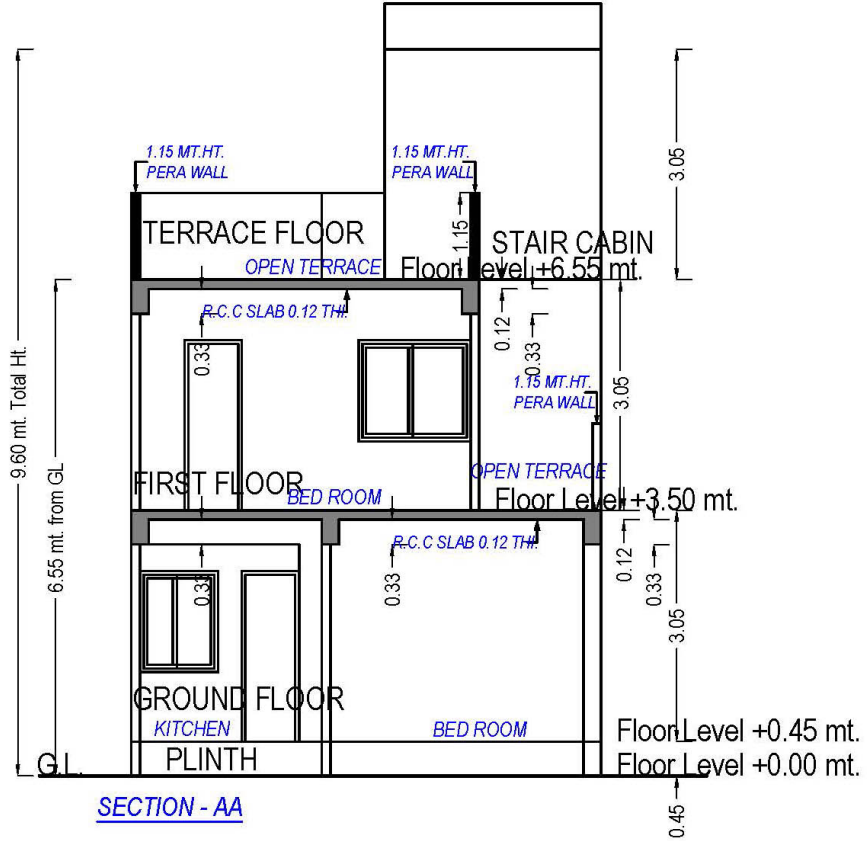 1.15 MT.HT.
PERA WALL
1.15 MT.HT.
PERA WALL
3.05
TERRACE FLOOR
1.15
STAIR CABIN
OPEN TERRACE
Floor Level +6.55 mt.
R.C.C SLAB 0.12 THI.
0.12
0.33
0.33
9.60 mt. Total Ht.
1.15 MT.HT.
PERA WALL
3.05
FIRST FLOOR
BED ROOM
OPEN TERRACE
Floor Level +3.50 mt.
6.55 mt. from GL
R.C.C SLAB 0.12 THI.
0.12
0.33
0.33
0.33
3.05
GROUND FLOOR
KITCHEN
BED ROOM
Floor Level +0.45 mt.
G.L.
PLINTH
Floor Level +0.00 mt.
0.45
SECTION - AA